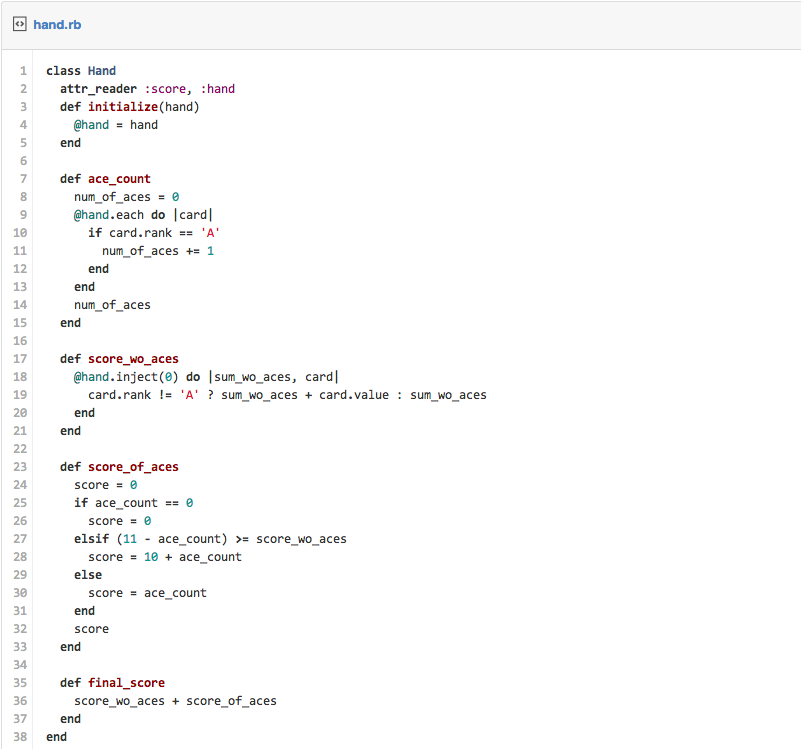 hand.rb
1 class Hand
2   attr_reader :score, :hand
3   def initialize(hand)
4     @hand = hand
5   end
6
7   def ace_count
8     num_of_aces = 0
9     @hand.each do |card|
10       if card.rank == 'A'
11         num_of_aces += 1
12       end
13     end
14     num_of_aces
15   end
16
17   def score_wo_aces
18     @hand.inject(0) do |sum_wo_aces, card|
19       card.rank != 'A' ? sum_wo_aces + card.value : sum_wo_aces
20     end
21   end
22
23   def score_of_aces
24     score = 0
25     if ace_count == 0
26       score = 0
27     elsif (11 - ace_count) >= score_wo_aces
28       score = 10 + ace_count
29     else
30       score = ace_count
31     end
32     score
33   end
34
35   def final_score
36     score_wo_aces + score_of_aces
37   end
38 end